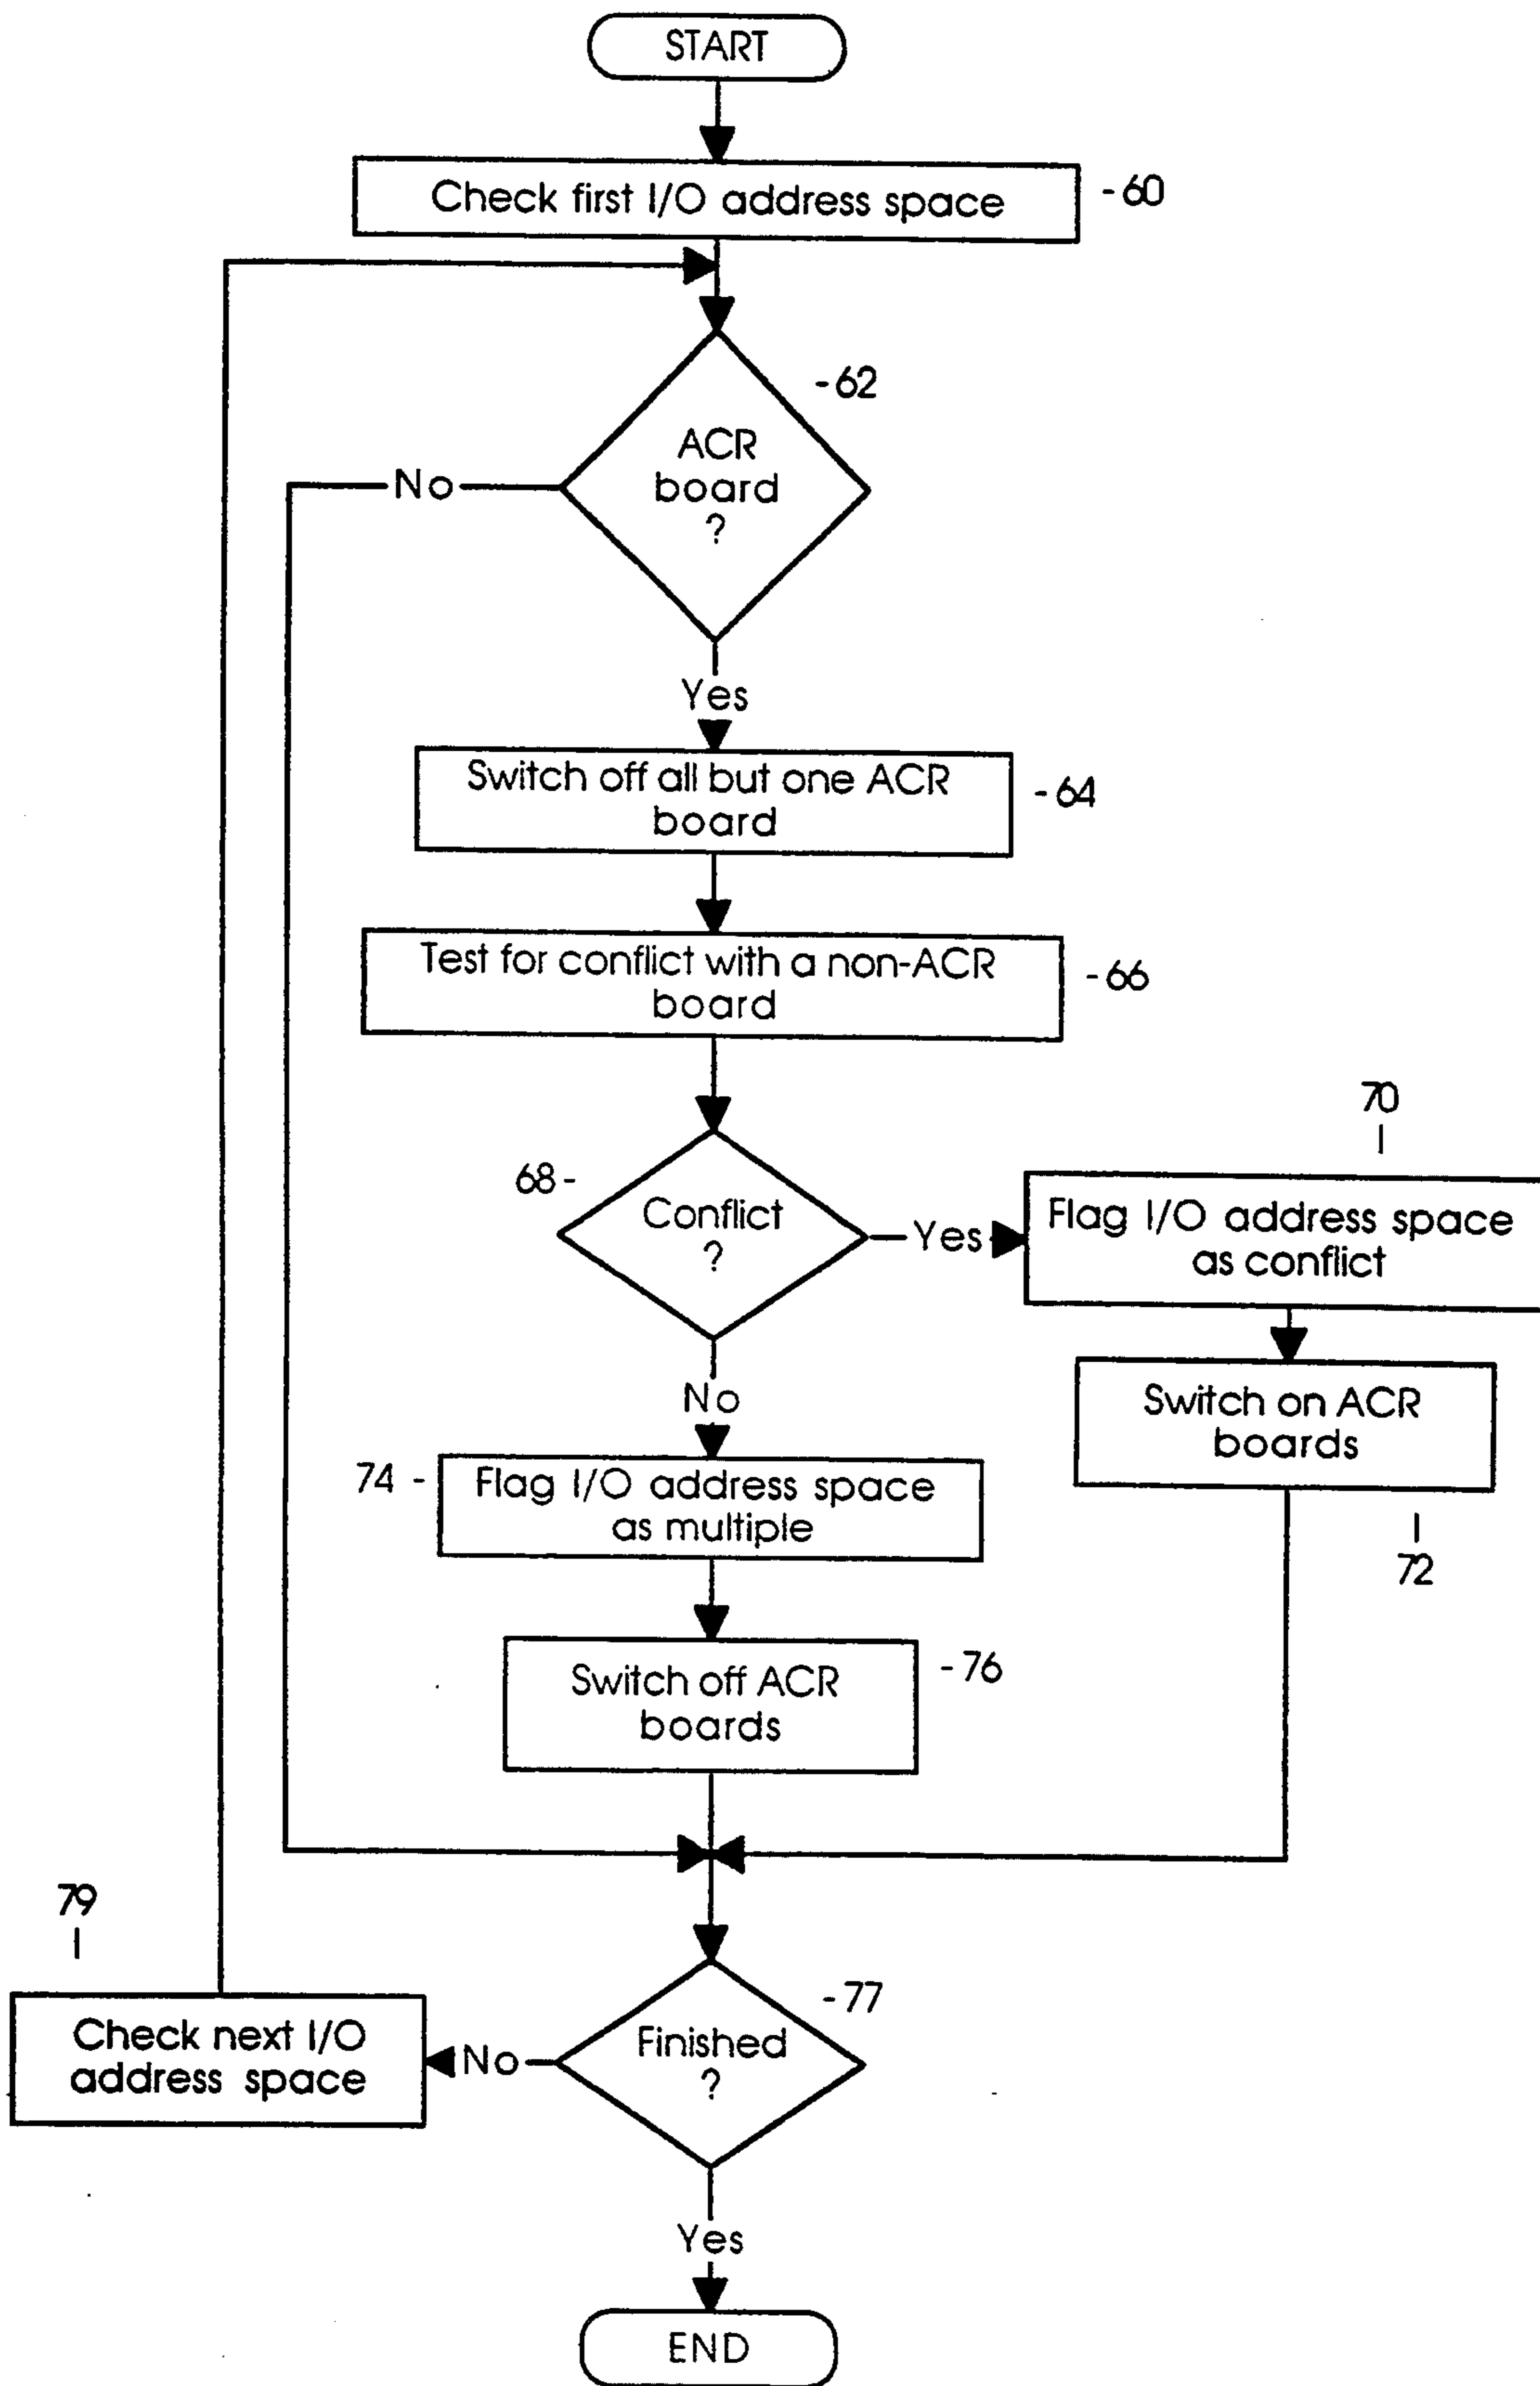 START
Check first I/O address space
-60
-62
ACR
board
?
No
Yes
Switch off all but one ACR
board
-64
Test for conflict with a non-ACR
board
-66
70
68-
Conflict
?
Yes
Flag I/O address space
as conflict
No
Switch on ACR
boards
72
74 -
Flag I/O address space
as multiple
Switch off ACR
boards
-76
79
-77
Finished
?
No
Check next I/O
address space
Yes
END